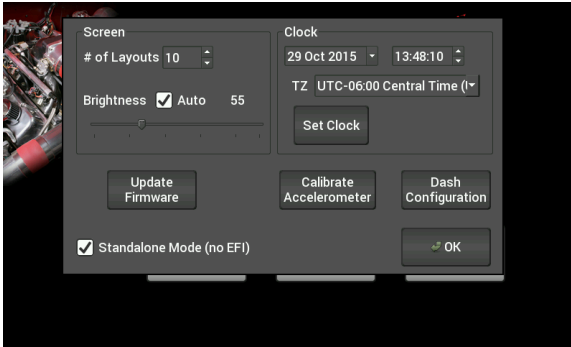 Screen
# of Layouts 10
Brightness Auto 55
Clock
29 Oct 2015 13:48:10
TZ UTC-06:00 Central Time (
Set Clock
Update
Firmware
Calibrate
Accelerometer
Dash
Configuration
Standalone Mode (no EFI)
OK